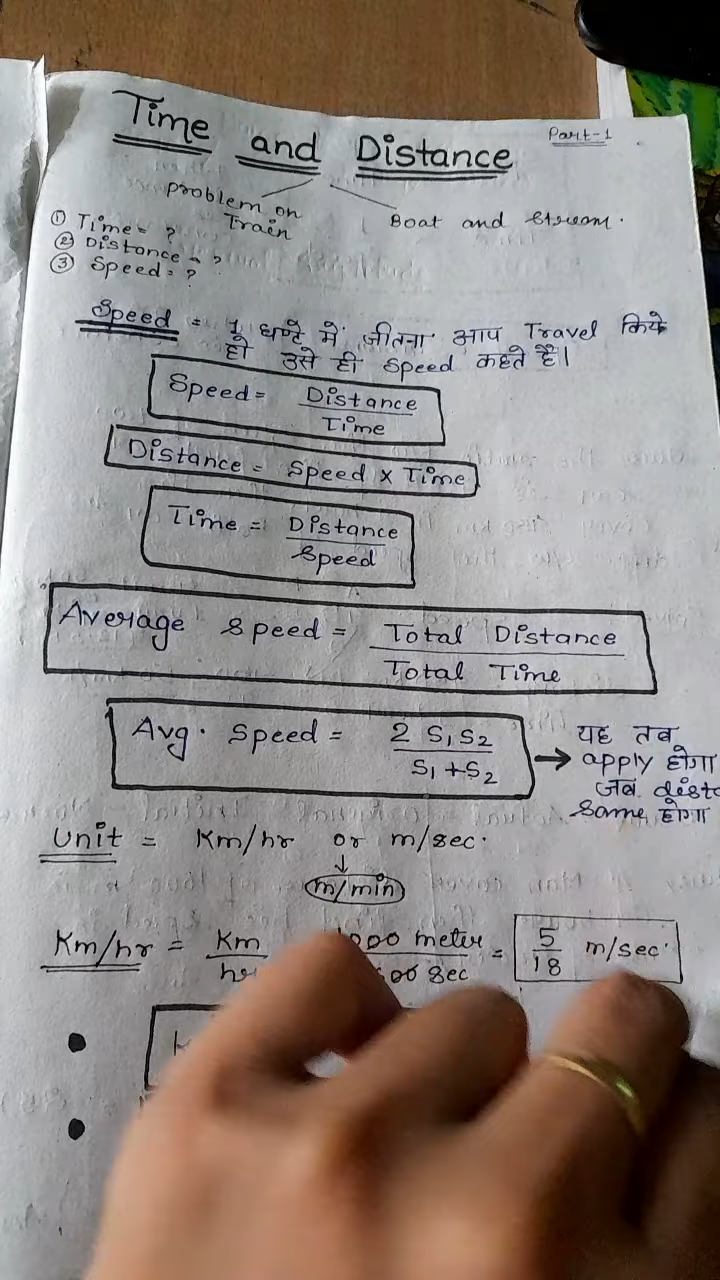 Time and Distance
Part-1
problem on Train
Boat and Stream.
① Time = ?
② Distance = ?
③ Speed = ?
Speed = 1 घण्टे में जीतना आप Travel किये
हो उसे ही Speed कहते हैं।
Speed = Distance / Time
Distance = Speed x Time
Time = Distance / Speed
Average Speed = Total Distance / Total Time
Avg. Speed = 2 S₁S₂ / S₁+S₂ → यह तब
apply होगा
जब
same होगा
Unit = Km/hr or m/sec.
↓
m/min
Km/hr = Km / hr meter / sec = 5/18 m/sec.